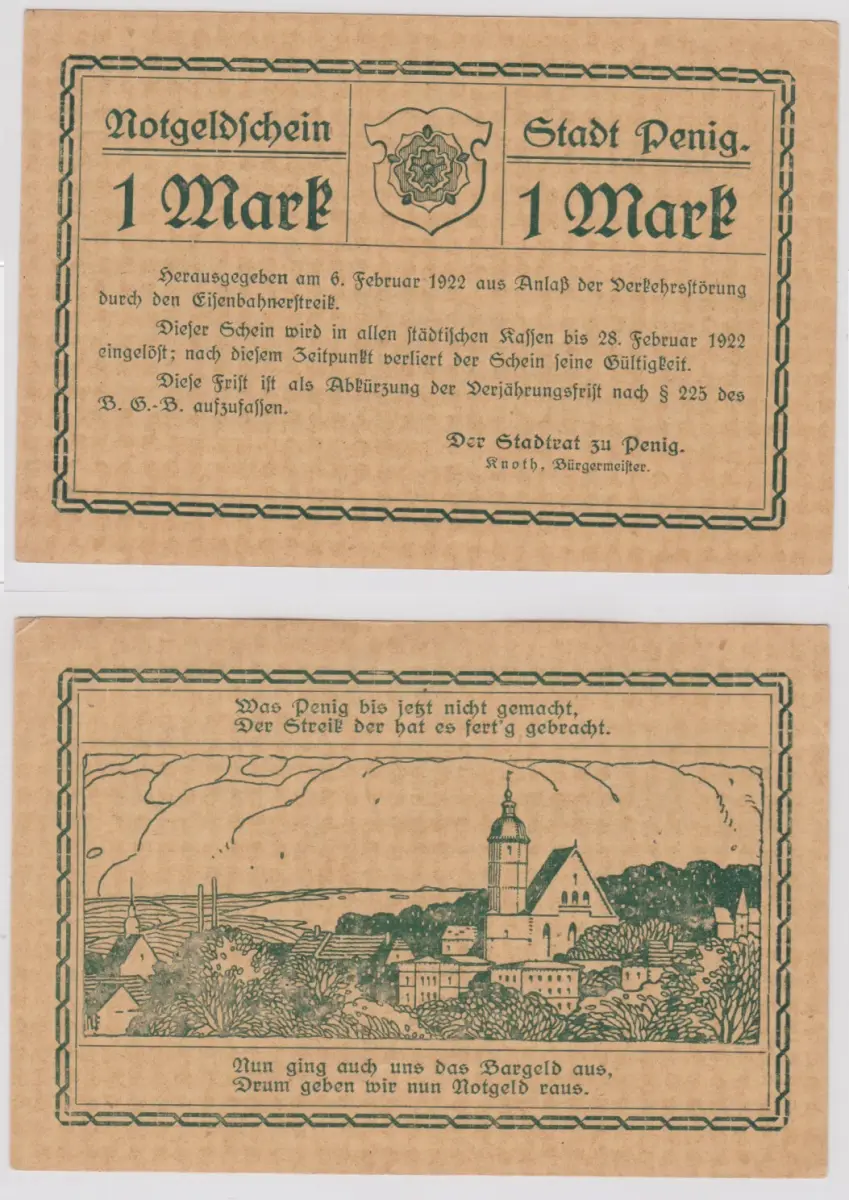 Notgeldschein
1 Mark
Stadt Penig.
1 Mark
Herausgegeben am 6. Februar 1922 aus Anlaß der Verkehrsstörung
durch den Eisenbahnerstreik.
Dieser Schein wird in allen städtischen Kassen bis 28. Februar 1922
eingelöst; nach diesem Zeitpunkt verliert der Schein seine Gültigkeit.
Diese Frist ist als Abkürzung der Verjährungsfrist nach § 225 des
B. G.-B. aufzufassen.
Der Stadtrat zu Penig.
Knoth, Bürgermeister.
Was Penig bis jetzt nicht gemacht,
Der Streik der hat es fert'g gebracht.
Nun ging auch uns das Bargeld aus,
Drum geben wir nun Notgeld raus.